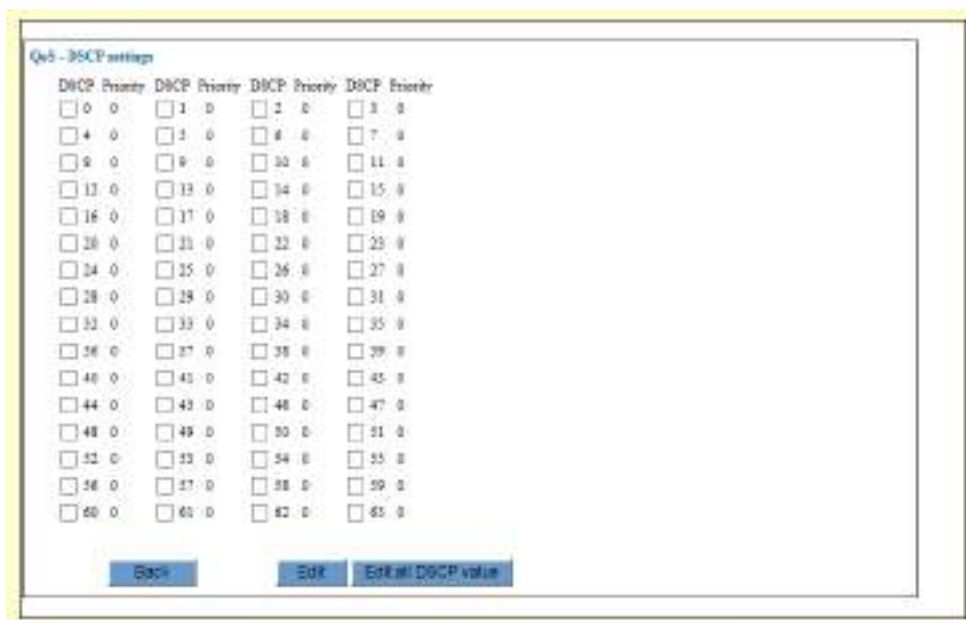 QoS - DSCP settings
DSCP Priority DSCP Priority DSCP Priority DSCP Priority
0 0 1 0 2 0 3 0
4 0 5 0 6 0 7 0
8 0 9 0 10 0 11 0
12 0 13 0 14 0 15 0
16 0 17 0 18 0 19 0
20 0 21 0 22 0 23 0
24 0 25 0 26 0 27 0
28 0 29 0 30 0 31 0
32 0 33 0 34 0 35 0
36 0 37 0 38 0 39 0
40 0 41 0 42 0 43 0
44 0 45 0 46 0 47 0
48 0 49 0 50 0 51 0
52 0 53 0 54 0 55 0
56 0 57 0 58 0 59 0
60 0 61 0 62 0 63 0
Back Edit Edit all DSCP value